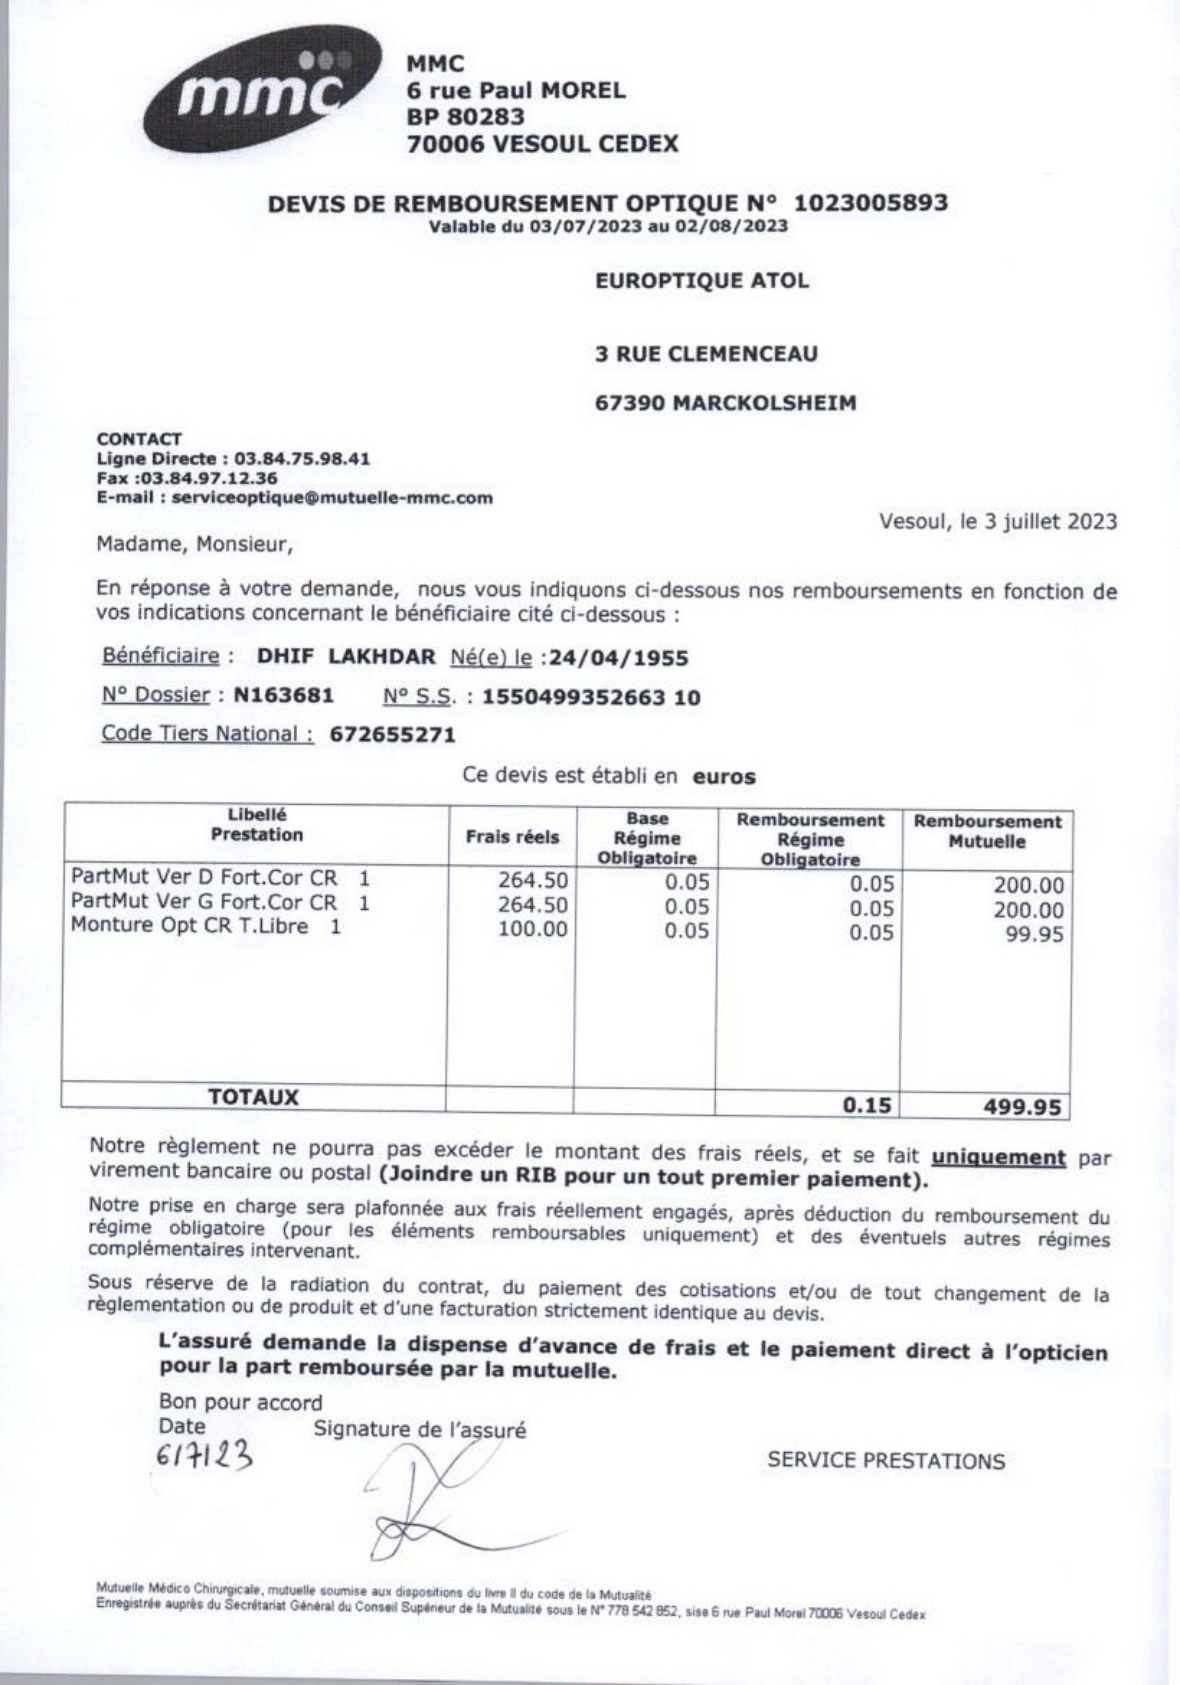 mmc
MMC
6 rue Paul MOREL
BP 80283
70006 VESOUL CEDEX
DEVIS DE REMBOURSEMENT OPTIQUE N° 1023005893
Valable du 03/07/2023 au 02/08/2023
EUROPTIQUE ATOL
3 RUE CLEMENCEAU
67390 MARCKOLSHEIM
CONTACT
Ligne Directe : 03.84.75.98.41
Fax :03.84.97.12.36
E-mail : serviceoptique@mutuelle-mmc.com
Vesoul, le 3 juillet 2023
Madame, Monsieur,
En réponse à votre demande, nous vous indiquons ci-dessous nos remboursements en fonction de
vos indications concernant le bénéficiaire cité ci-dessous :
Bénéficiaire : DHIF LAKHDAR Né(e) le :24/04/1955
N° Dossier : N163681 N° S.S. : 1550499352663 10
Code Tiers National : 672655271
Ce devis est établi en euros
Libellé Prestation Frais réels Base Régime Obligatoire Remboursement Régime Obligatoire Remboursement Mutuelle
PartMut Ver D Fort.Cor CR 1 264.50 0.05 0.05 200.00
PartMut Ver G Fort.Cor CR 1 264.50 0.05 0.05 200.00
Monture Opt CR T.Libre 1 100.00 0.05 0.05 99.95
TOTAUX 0.15 499.95
Notre règlement ne pourra pas excéder le montant des frais réels, et se fait uniquement par
virement bancaire ou postal (Joindre un RIB pour un tout premier paiement).
Notre prise en charge sera plafonnée aux frais réellement engagés, après déduction du remboursement du
régime obligatoire (pour les éléments remboursables uniquement) et des éventuels autres régimes
complémentaires intervenant.
Sous réserve de la radiation du contrat, du paiement des cotisations et/ou de tout changement de la
règlementation ou de produit et d'une facturation strictement identique au devis.
L'assuré demande la dispense d'avance de frais et le paiement direct à l'opticien
pour la part remboursée par la mutuelle.
Bon pour accord
Date Signature de l'assuré
6/7/23
SERVICE PRESTATIONS
Mutuelle Médico Chirurgicale, mutuelle soumise aux dispositions du livre II du code de la Mutualité
Enregistrée auprès du Secrétariat Général du Conseil Supérieur de la Mutualité sous le N° 778 542 852, sise 6 rue Paul Morel 70006 Vesoul Cedex